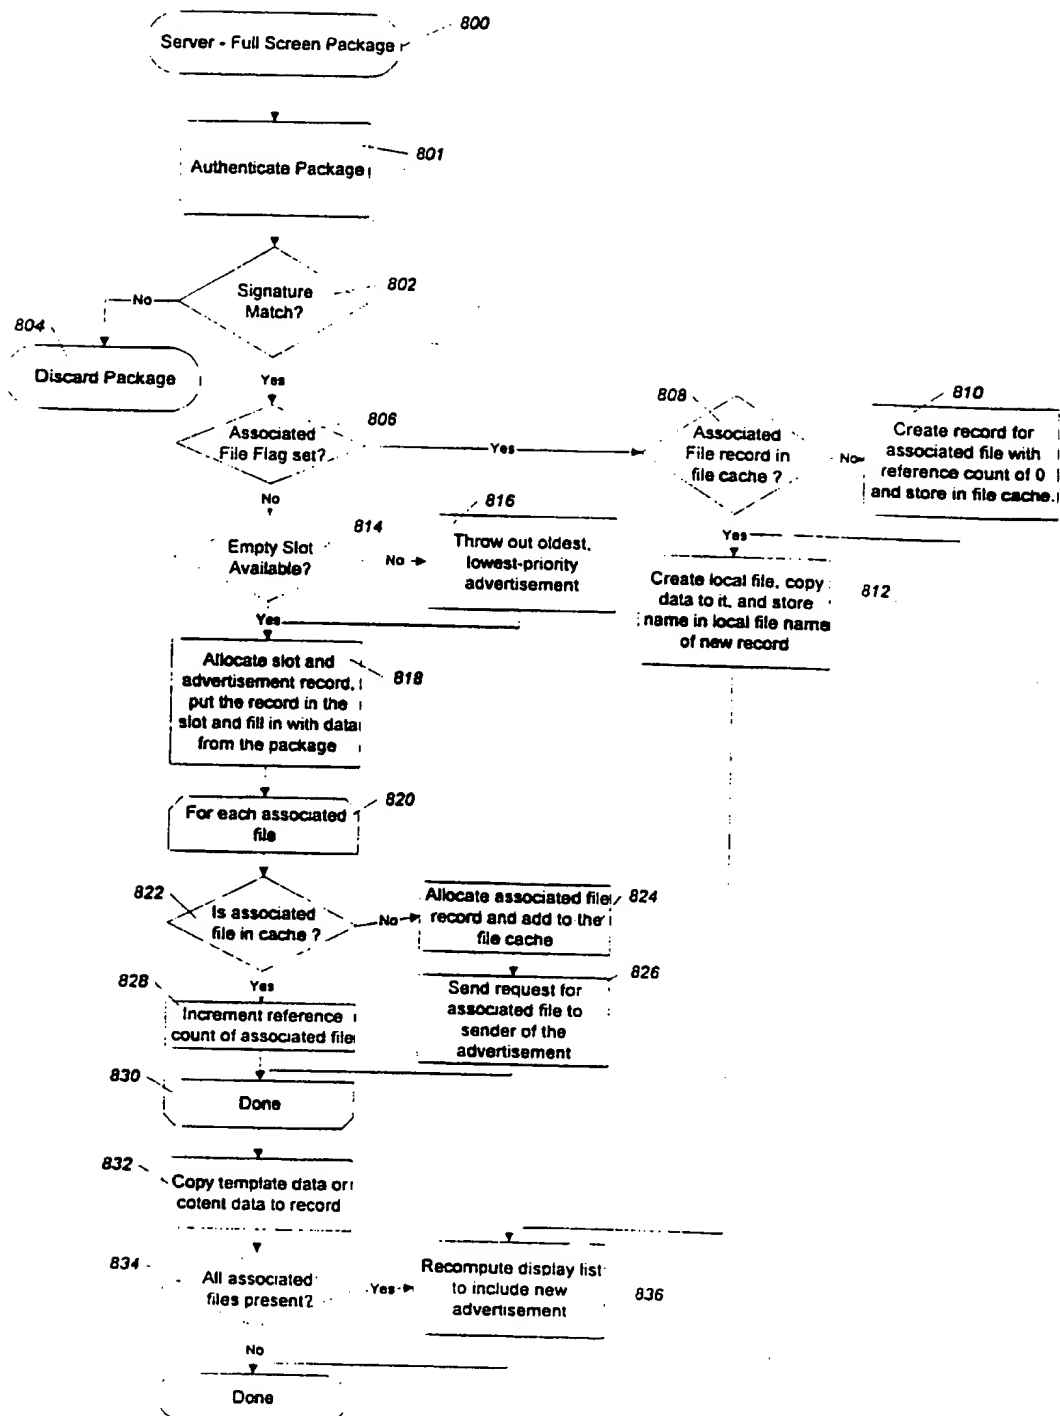 800
Server - Full Screen Package
801
Authenticate Package
802
Signature
Match?
No
804
Discard Package
Yes
806
Associated
File Flag set?
Yes
808
Associated
File record in
file cache ?
No
810
Create record for
associated file with
reference count of 0
and store in file cache.
No
814
Empty Slot
Available?
No
816
Throw out oldest,
lowest-priority
advertisement
Yes
812
Create local file, copy
data to it, and store
name in local file name
of new record
Yes
818
Allocate slot and
advertisement record,
put the record in the
slot and fill in with data
from the package
820
For each associated
file
822
Is associated
file in cache ?
No
824
Allocate associated file
record and add to the
file cache
826
Send request for
associated file to
sender of the
advertisement
Yes
828
Increment reference
count of associated file
830
Done
832
Copy template data or
cotent data to record
834
All associated
files present?
Yes
836
Recompute display list
to include new
advertisement
No
Done